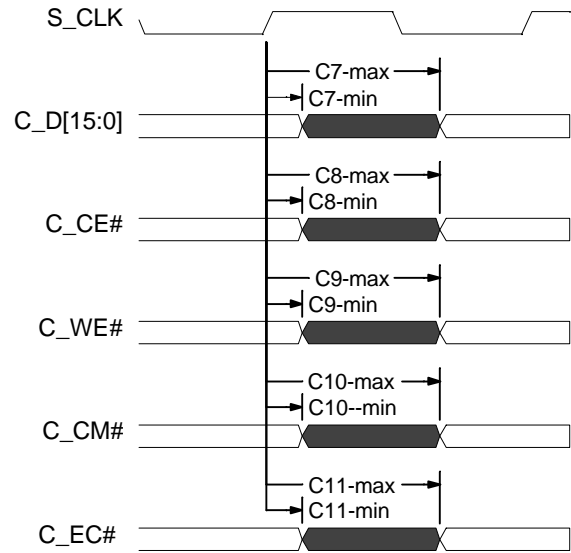 S_CLK
C7-max
C7-min
C_D[15:0]
C8-max
C8-min
C_CE#
C9-max
C9-min
C_WE#
C10-max
C10--min
C_CM#
C11-max
C11-min
C_EC#